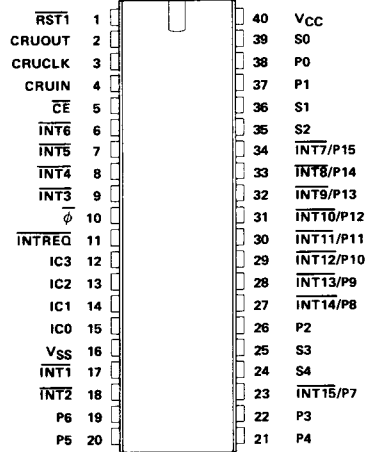 RST1 1 40 VCC
CRUOUT 2 39 S0
CRUCLK 3 38 P0
CRUIN 4 37 P1
CE 5 36 S1
INT6 6 35 S2
INT5 7 34 INT7/P15
INT4 8 33 INT8/P14
INT3 9 32 INT9/P13
ϕ 10 31 INT10/P12
INTREQ 11 30 INT11/P11
IC3 12 29 INT12/P10
IC2 13 28 INT13/P9
IC1 14 27 INT14/P8
IC0 15 26 P2
VSS 16 25 S3
INT1 17 24 S4
INT2 18 23 INT15/P7
P6 19 22 P3
P5 20 21 P4